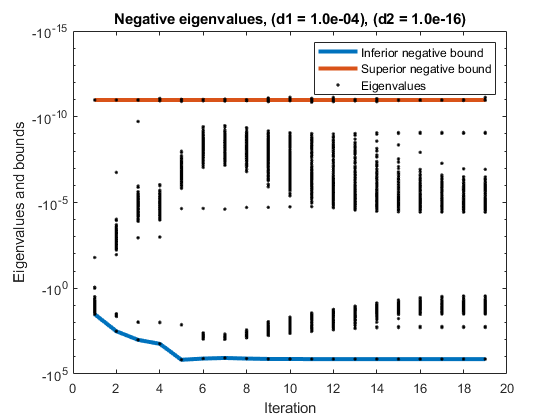 Negative eigenvalues, (d1 = 1.0e-04), (d2 = 1.0e-16)
Inferior negative bound
Superior negative bound
Eigenvalues
Eigenvalues and bounds
-10^-15
-10^-10
-10^-5
-10^0
-10^5
0 2 4 6 8 10 12 14 16 18 20
Iteration